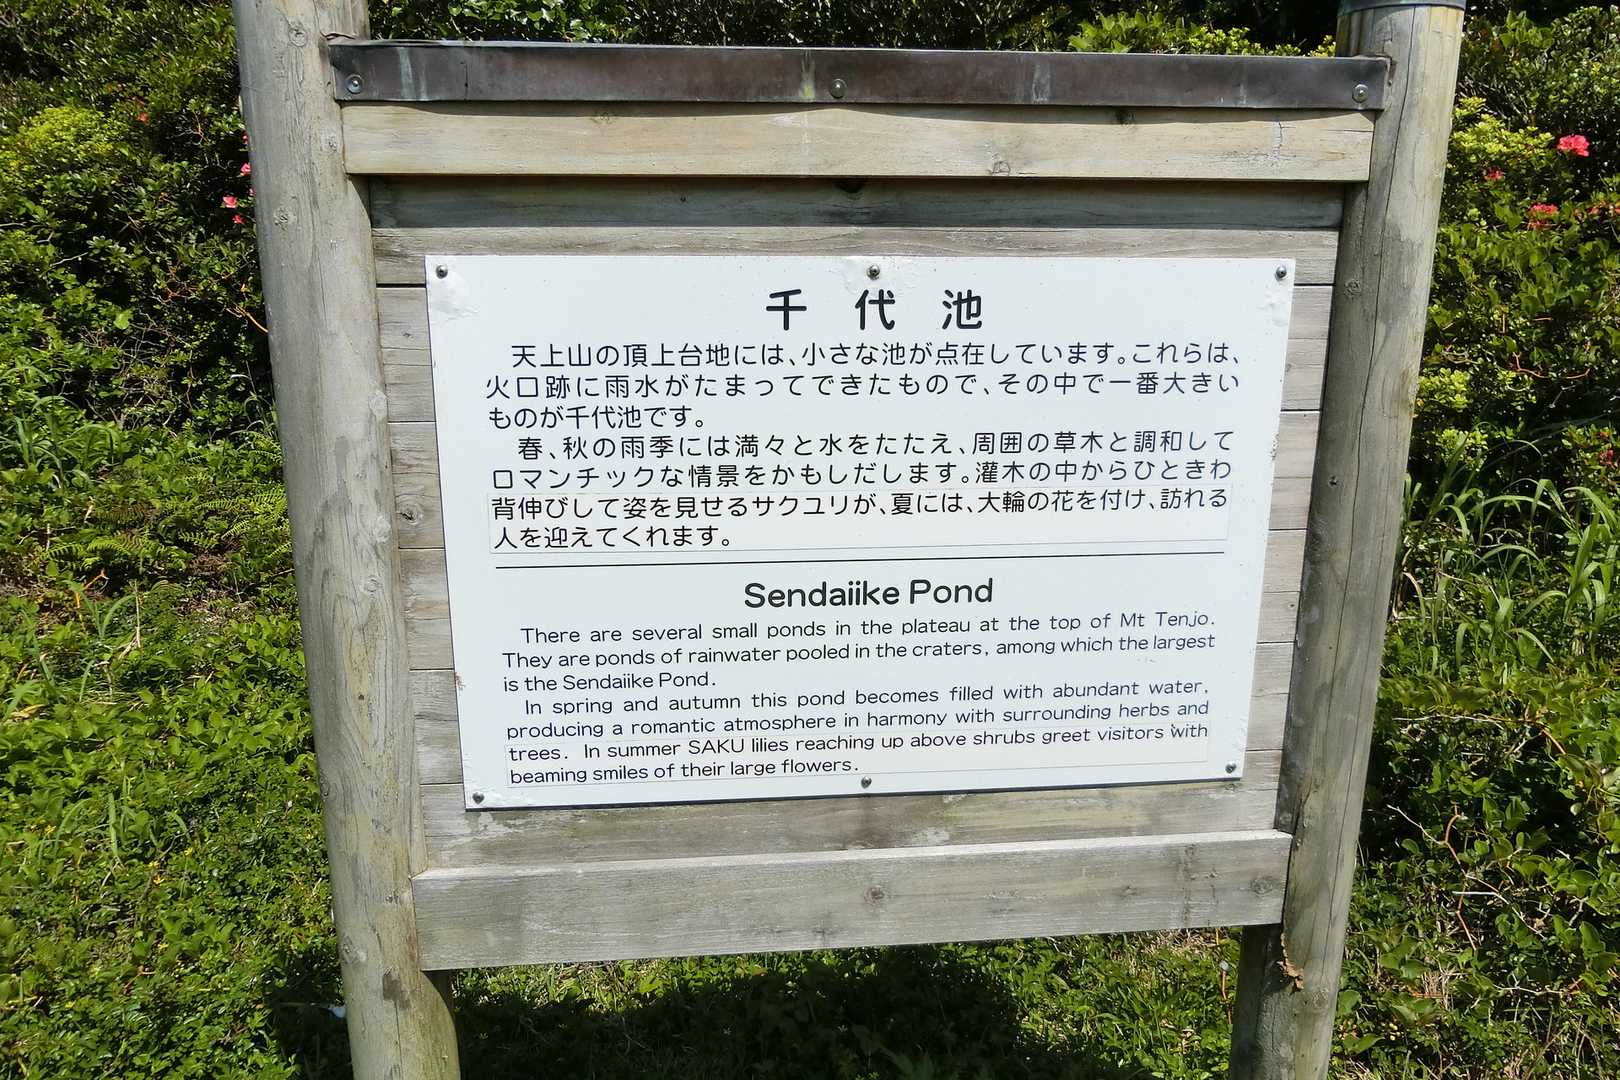 千代池
天上山の頂上台地には、小さな池が点在しています。これらは、
火口跡に雨水がたまってできたもので、その中で一番大きい
ものが千代池です。
春、秋の雨季には満々と水をたたえ、周囲の草木と調和して
ロマンチックな情景をかもしだします。灌木の中からひときわ
背伸びして姿を見せるサクユリが、夏には、大輪の花を付け、訪れる
人を迎えてくれます。
Sendaiike Pond
There are several small ponds in the plateau at the top of Mt Tenjo.
They are ponds of rainwater pooled in the craters, among which the largest
is the Sendaiike Pond.
In spring and autumn this pond becomes filled with abundant water,
producing a romantic atmosphere in harmony with surrounding herbs and
trees. In summer SAKU lilies reaching up above shrubs greet visitors with
beaming smiles of their large flowers.